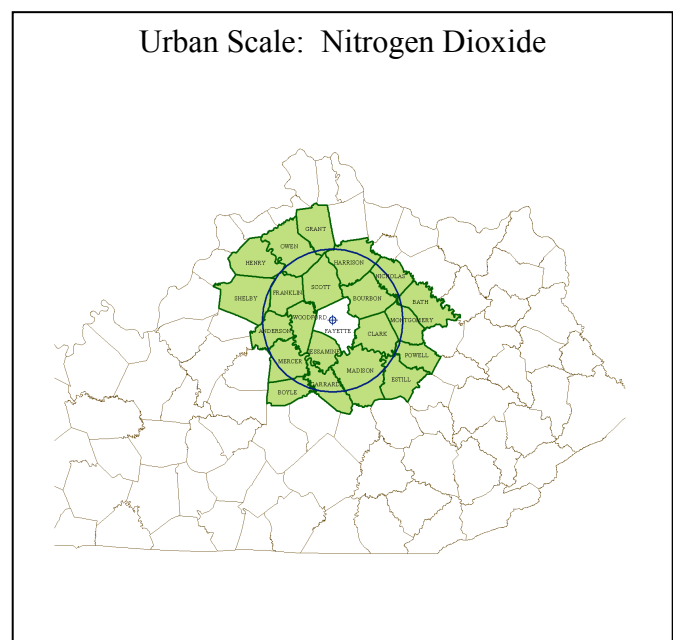 Urban Scale: Nitrogen Dioxide
GRANT
OWEN
HENRY
HARRISON
NICHOLAS
SCOTT
FRANKLIN
SHELBY
BOURBON
BATH
WOODFORD
MONTGOMERY
ANDERSON
FAYETTE
CLARK
ESSAMINE
POWELL
MERCER
MADISON
ESTILL
GARRARD
BOYLE